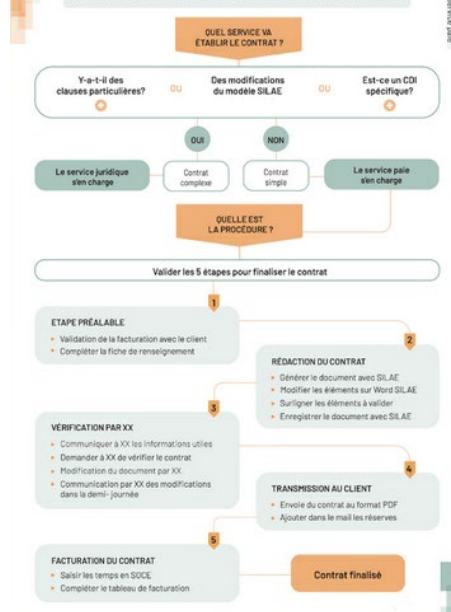 QUEL SERVICE VA
ÉTABLIR LE CONTRAT ?
Y-a-t-il des
clauses particulières?
OU
Des modifications
du modèle SILAE
OU
Est-ce un CDI
spécifique?
OUI
NON
Le service juridique
s'en charge
Contrat
complexe
Contrat
simple
Le service paie
s'en charge
QUELLE EST
LA PROCÉDURE ?
Valider les 5 étapes pour finaliser le contrat
1
ETAPE PRÉALABLE
Validation de la facturation avec le client
Compléter la fiche de renseignement
2
RÉDACTION DU CONTRAT
Générer le document avec SILAE
Modifier les éléments sur Word SILAE
Surligner les éléments à valider
Enregistrer le document avec SILAE
3
VÉRIFICATION PAR XX
Communiquer à XX les informations utiles
Demander à XX de vérifier le contrat
Modification du document par XX
Communication par XX des modifications
dans la demi- journée
4
TRANSMISSION AU CLIENT
Envoie du contrat au format PDF
Ajouter dans le mail les réserves
5
FACTURATION DU CONTRAT
Saisir les temps en SOCE
Compléter le tableau de facturation
Contrat finalisé